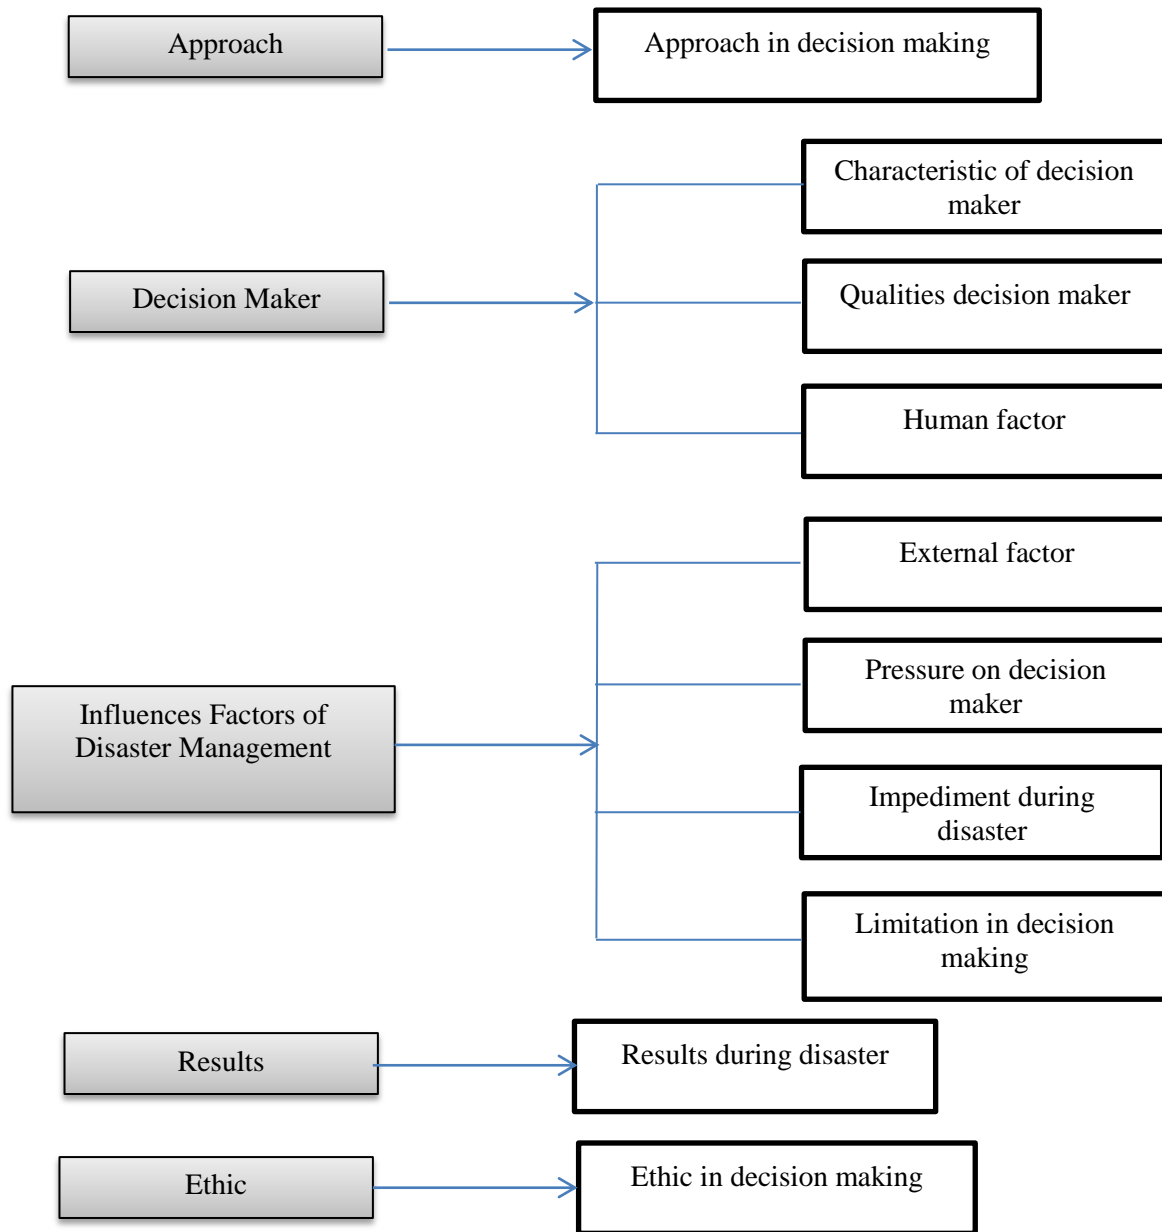 Approach
Approach in decision making
Characteristic of decision
maker
Decision Maker
Qualities decision maker
Human factor
External factor
Pressure on decision
maker
Influences Factors of
Disaster Management
Impediment during
disaster
Limitation in decision
making
Results
Results during disaster
Ethic
Ethic in decision making